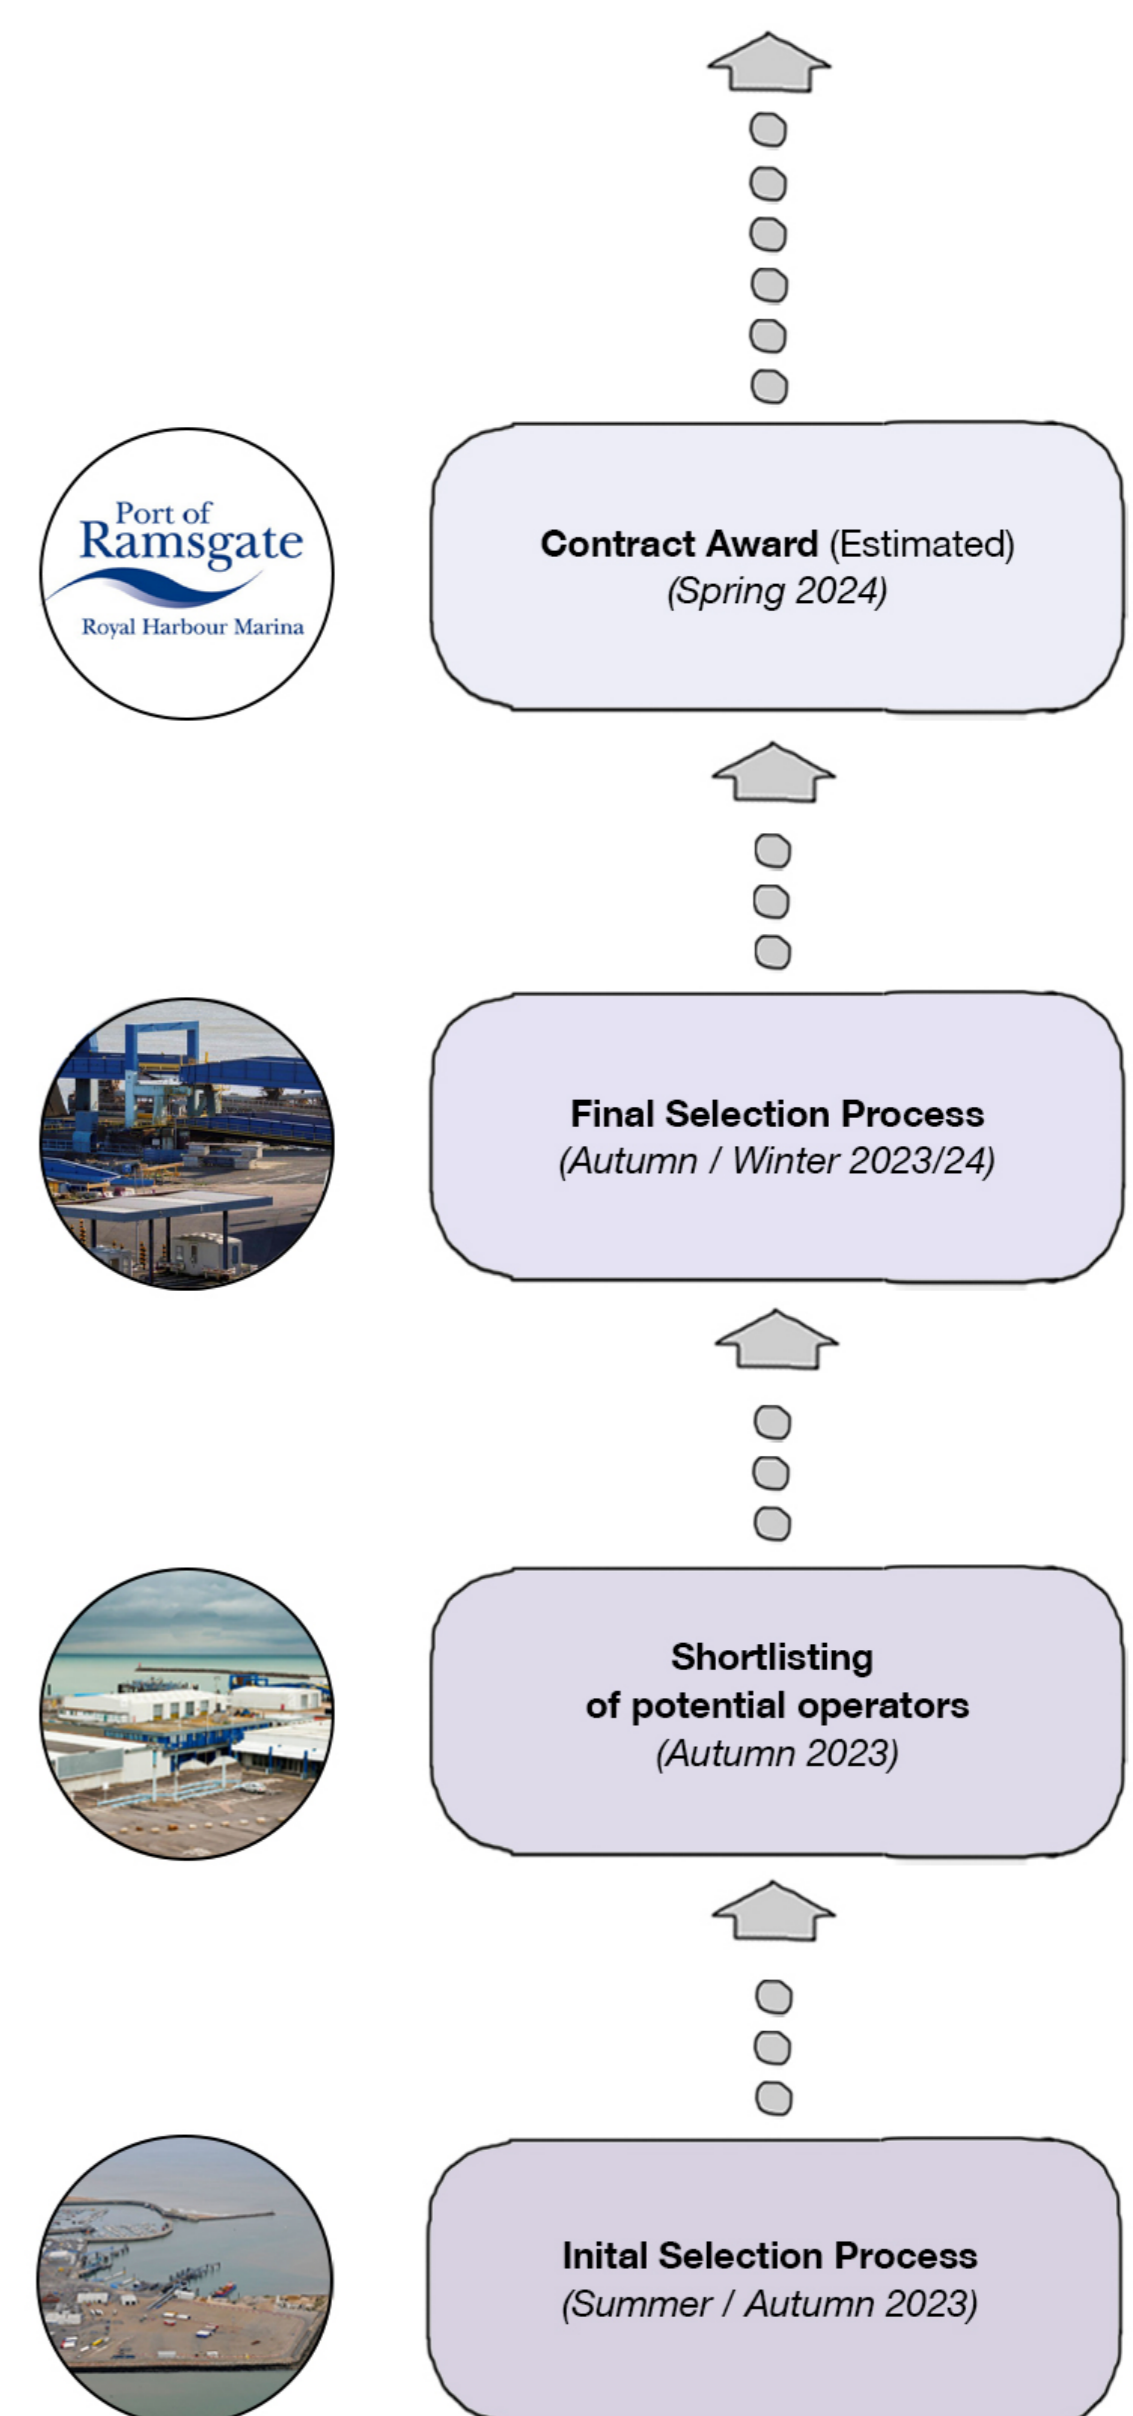 Port of
Ramsgate
Royal Harbour Marina
Contract Award (Estimated)
(Spring 2024)
Final Selection Process
(Autumn / Winter 2023/24)
Shortlisting
of potential operators
(Autumn 2023)
Inital Selection Process
(Summer / Autumn 2023)